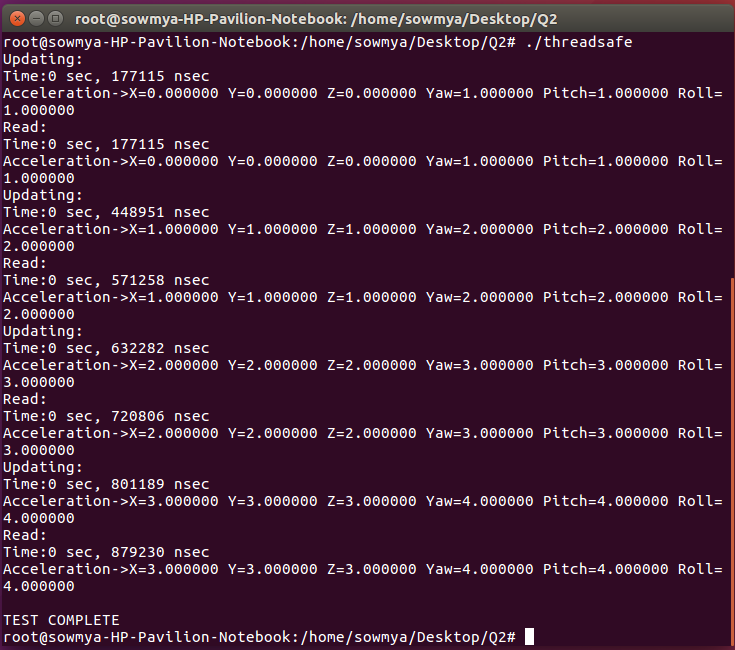 root@sowmya-HP-Pavilion-Notebook: /home/sowmya/Desktop/Q2
root@sowmya-HP-Pavilion-Notebook:/home/sowmya/Desktop/Q2# ./threadsafe
Updating:
Time:0 sec, 177115 nsec
Acceleration->X=0.000000 Y=0.000000 Z=0.000000 Yaw=1.000000 Pitch=1.000000 Roll=
1.000000
Read:
Time:0 sec, 177115 nsec
Acceleration->X=0.000000 Y=0.000000 Z=0.000000 Yaw=1.000000 Pitch=1.000000 Roll=
1.000000
Updating:
Time:0 sec, 448951 nsec
Acceleration->X=1.000000 Y=1.000000 Z=1.000000 Yaw=2.000000 Pitch=2.000000 Roll=
2.000000
Read:
Time:0 sec, 571258 nsec
Acceleration->X=1.000000 Y=1.000000 Z=1.000000 Yaw=2.000000 Pitch=2.000000 Roll=
2.000000
Updating:
Time:0 sec, 632282 nsec
Acceleration->X=2.000000 Y=2.000000 Z=2.000000 Yaw=3.000000 Pitch=3.000000 Roll=
3.000000
Read:
Time:0 sec, 720806 nsec
Acceleration->X=2.000000 Y=2.000000 Z=2.000000 Yaw=3.000000 Pitch=3.000000 Roll=
3.000000
Updating:
Time:0 sec, 801189 nsec
Acceleration->X=3.000000 Y=3.000000 Z=3.000000 Yaw=4.000000 Pitch=4.000000 Roll=
4.000000
Read:
Time:0 sec, 879230 nsec
Acceleration->X=3.000000 Y=3.000000 Z=3.000000 Yaw=4.000000 Pitch=4.000000 Roll=
4.000000
TEST COMPLETE
root@sowmya-HP-Pavilion-Notebook:/home/sowmya/Desktop/Q2#